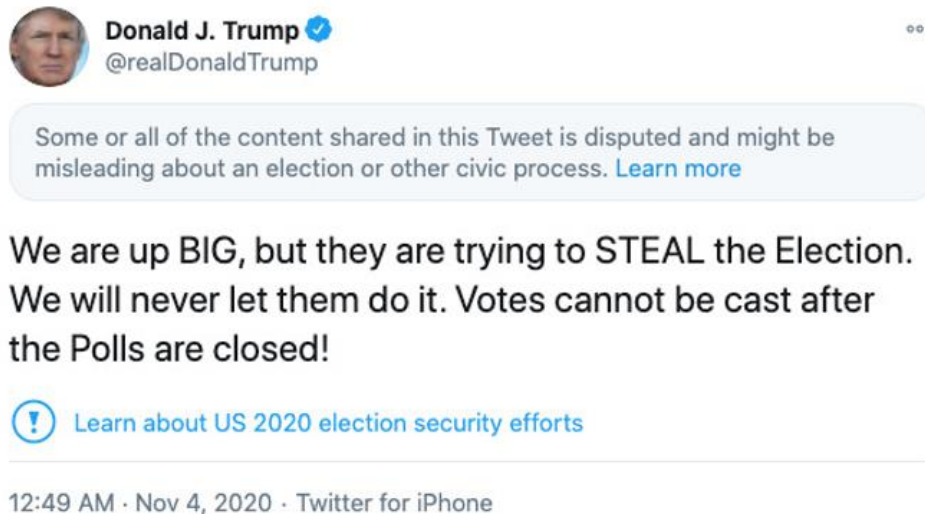 Donald J. Trump
@realDonaldTrump
Some or all of the content shared in this Tweet is disputed and might be
misleading about an election or other civic process. Learn more
We are up BIG, but they are trying to STEAL the Election.
We will never let them do it. Votes cannot be cast after
the Polls are closed!
Learn about US 2020 election security efforts
12:49 AM · Nov 4, 2020 · Twitter for iPhone